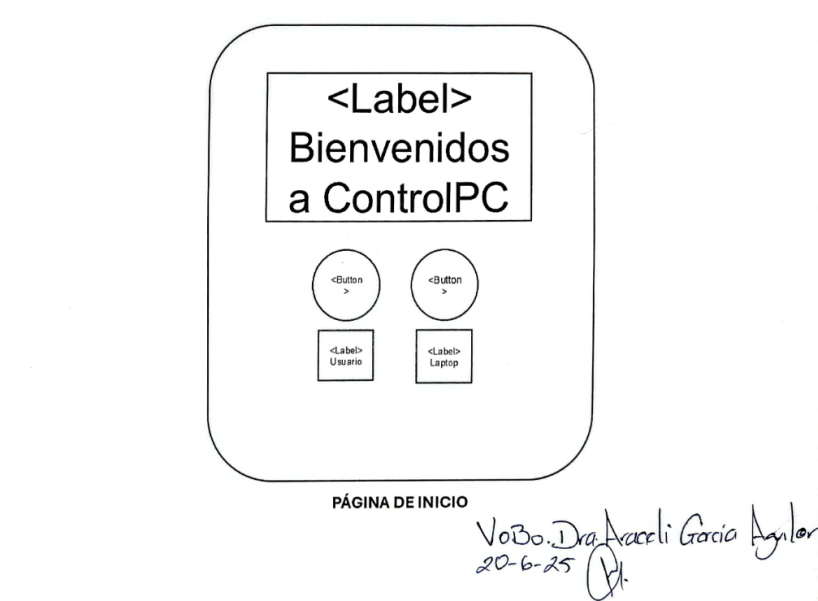 <Label>
Bienvenidos
a ControlPC
<Button
>
<Button
>
<Label>
Usuario
<Label>
Laptop
PÁGINA DE INICIO
VoBo. Dra. Araceli Garcia Aguilar
20-6-25